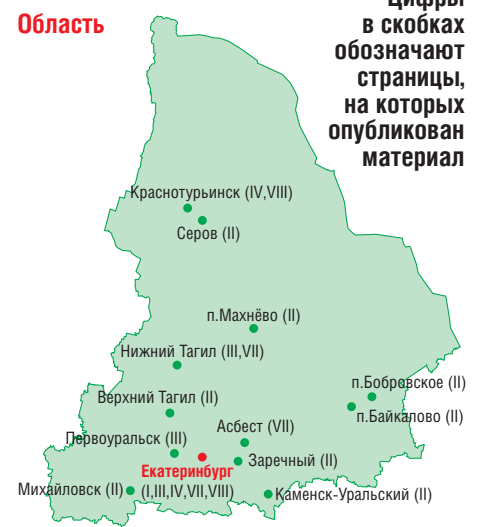 Область
Цифры
в скобках
обозначают
страницы,
на которых
опубликован
материал
Краснотурьинск (IV,VIII)
Серов (II)
п.Махнёво (II)
Нижний Тагил (III,VII)
п.Бобровское (II)
Верхний Тагил (II)
п.Байкалово (II)
Асбест (VII)
Первоуральск (III)
Заречный (II)
Екатеринбург
(I,III,IV,VII,VIII)
Михайловск (II)
Каменск-Уральский (II)